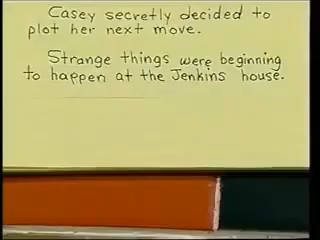 Casey secretly decided to
plot her next move.
Strange things were beginning
to happen at the Jenkins house.